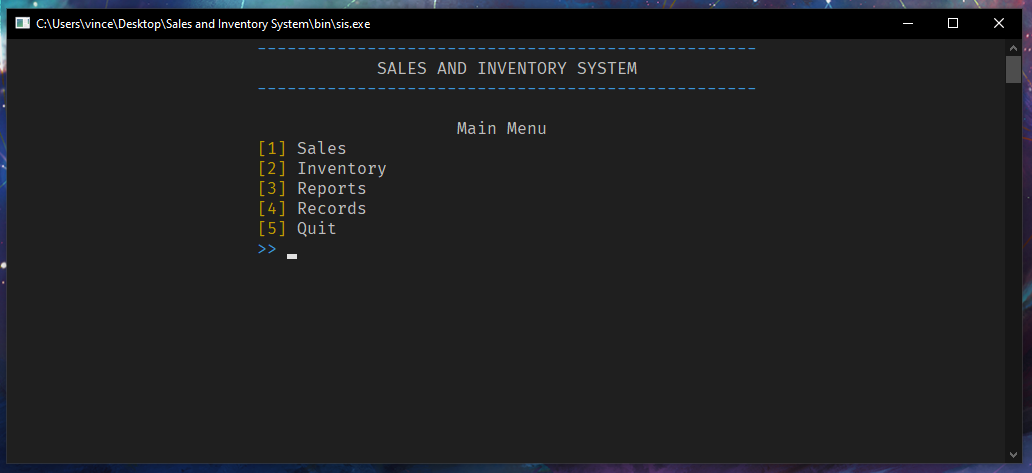 C:\Users\vince\Desktop\Sales and Inventory System\bin\sis.exe
--------------------------------------------------
SALES AND INVENTORY SYSTEM
--------------------------------------------------
Main Menu
[1] Sales
[2] Inventory
[3] Reports
[4] Records
[5] Quit
>>